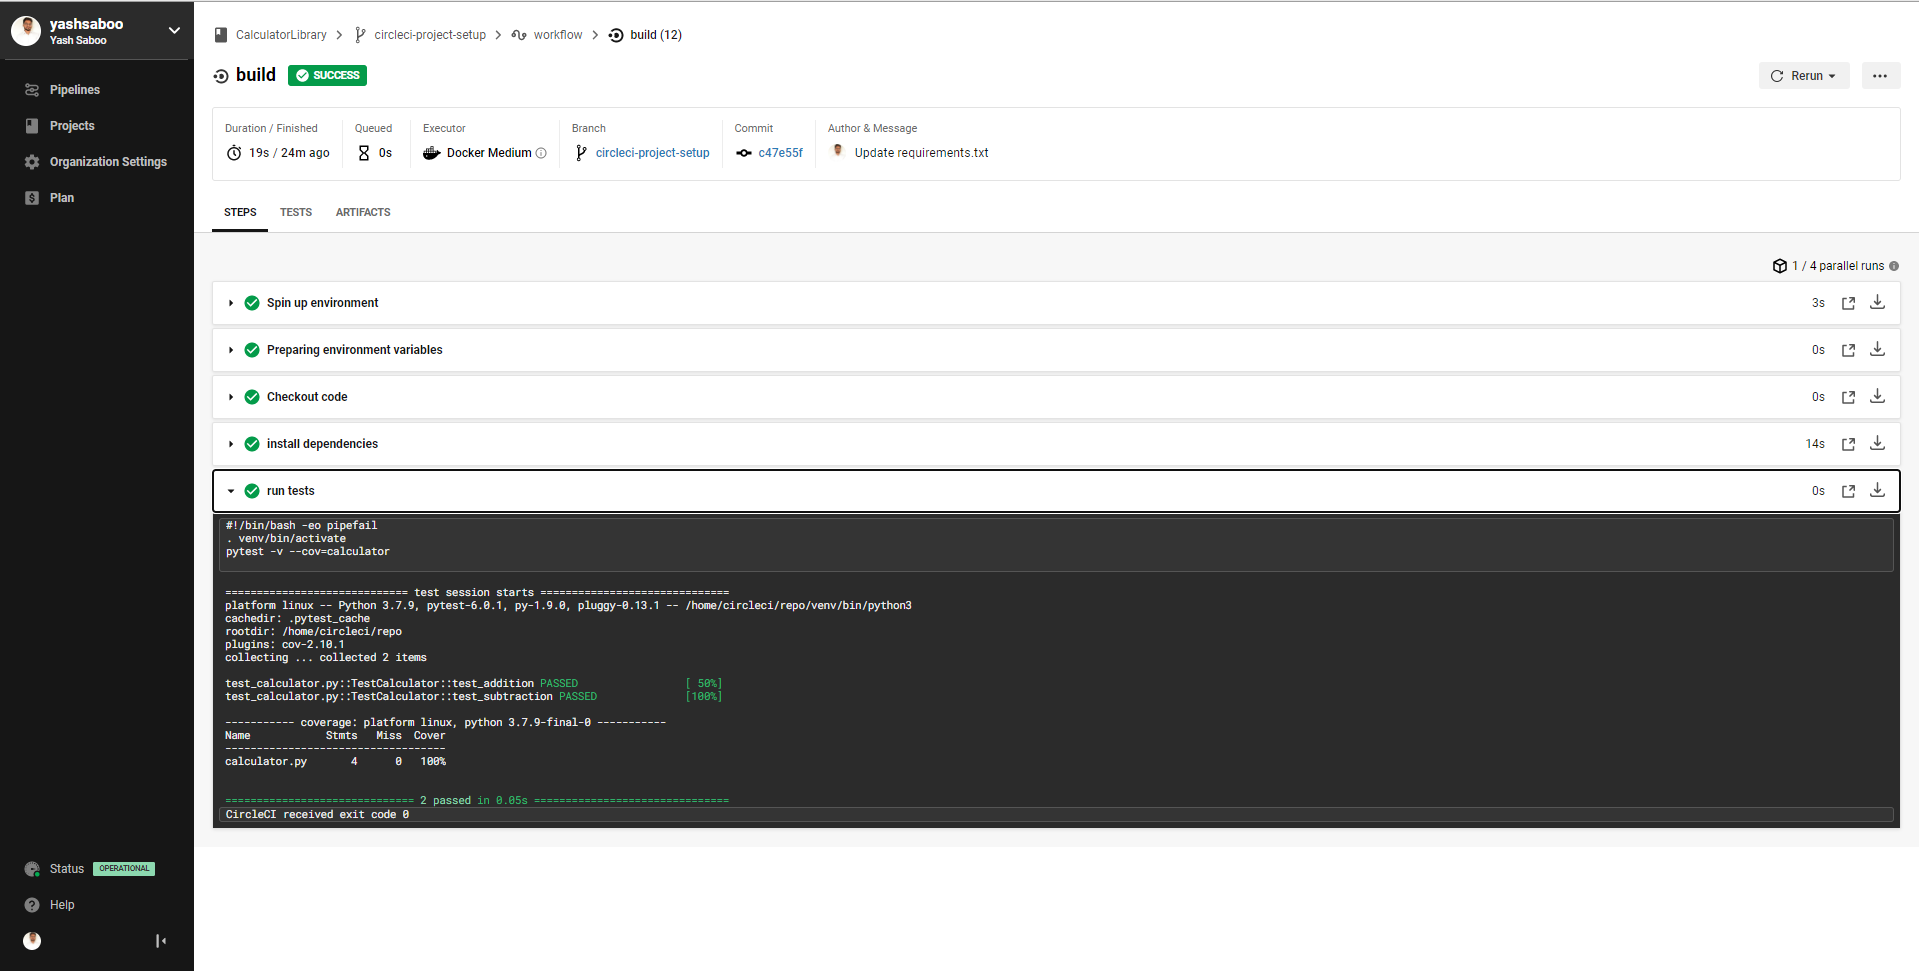 yashsaboo
Yash Saboo
Pipelines
Projects
Organization Settings
Plan
Status OPERATIONAL
Help
CalculatorLibrary circleci-project-setup workflow build (12)
build SUCCESS
Rerun
Duration / Finished
19s / 24m ago
Queued
0s
Executor
Docker Medium
Branch
circleci-project-setup
Commit
c47e55f
Author & Message
Update requirements.txt
STEPS TESTS ARTIFACTS
1 / 4 parallel runs
Spin up environment 3s
Preparing environment variables 0s
Checkout code 0s
install dependencies 14s
run tests 0s
#!/bin/bash -eo pipefail
. venv/bin/activate
pytest -v --cov=calculator
============================= test session starts ==============================
platform linux -- Python 3.7.9, pytest-6.0.1, py-1.9.0, pluggy-0.13.1 -- /home/circleci/repo/venv/bin/python3
cachedir: .pytest_cache
rootdir: /home/circleci/repo
plugins: cov-2.10.1
collecting ... collected 2 items
test_calculator.py::TestCalculator::test_addition PASSED [ 50%]
test_calculator.py::TestCalculator::test_subtraction PASSED [100%]
----------- coverage: platform linux, python 3.7.9-final-0 -----------
Name Stmts Miss Cover
-----------------------------------
calculator.py 4 0 100%
============================== 2 passed in 0.05s ===============================
CircleCI received exit code 0